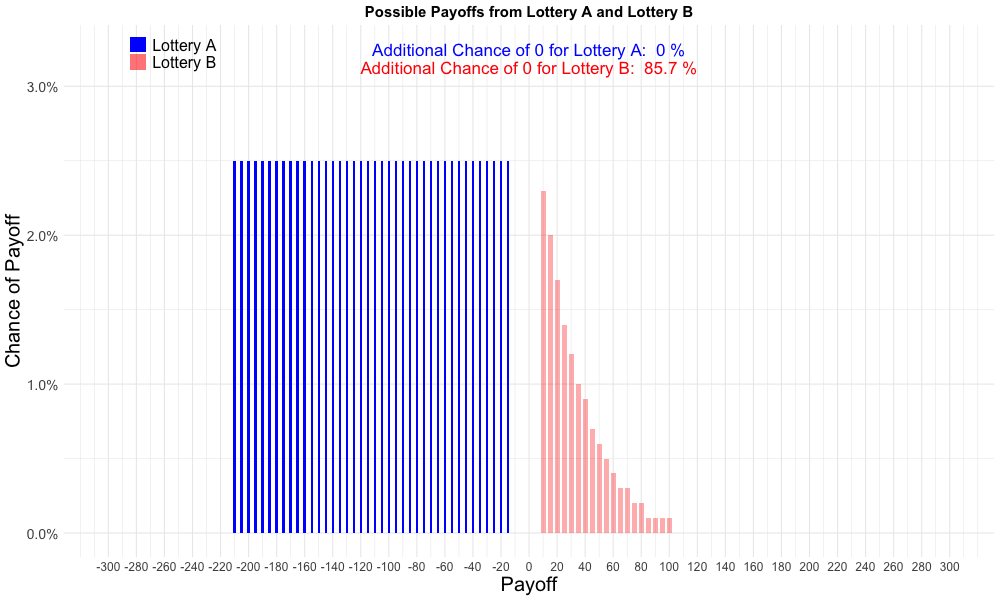 Possible Payoffs from Lottery A and Lottery B
Lottery A
Lottery B
Additional Chance of 0 for Lottery A:  0 %
Additional Chance of 0 for Lottery B:  85.7 %
3.0%
2.0%
1.0%
0.0%
Chance of Payoff
-300 -280 -260 -240 -220 -200 -180 -160 -140 -120 -100 -80 -60 -40 -20 0 20 40 60 80 100 120 140 160 180 200 220 240 260 280 300
Payoff